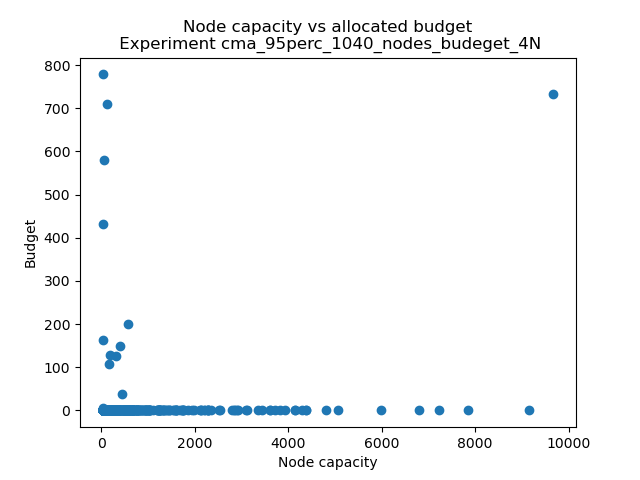 Node capacity vs allocated budget
Experiment cma_95perc_1040_nodes_budeget_4N
800
700
600
500
400
300
200
100
0
Budget
0 2000 4000 6000 8000 10000
Node capacity